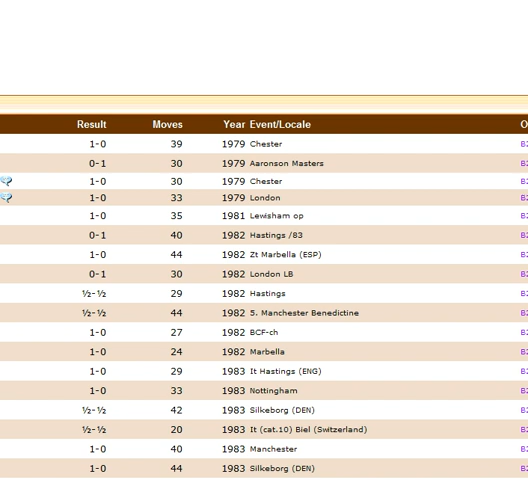 Result Moves Year Event/Locale
1-0 39 1979 Chester
0-1 30 1979 Aaronson Masters
1-0 30 1979 Chester
1-0 30 1979 London
1-0 35 1981 Lewisham op
0-1 40 1982 Hastings /83
1-0 44 1982 Zt Marbella (ESP)
0-1 30 1982 London LB
½-½ 29 1982 Hastings
½-½ 44 1982 5. Manchester Benedictine
1-0 27 1982 BCF-ch
1-0 24 1982 Marbella
1-0 29 1983 It Hastings (ENG)
1-0 33 1983 Nottingham
½-½ 42 1983 Silkeborg (DEN)
½-½ 20 1983 It (cat.10) Biel (Switzerland)
1-0 40 1983 Manchester
1-0 44 1983 Silkeborg (DEN)